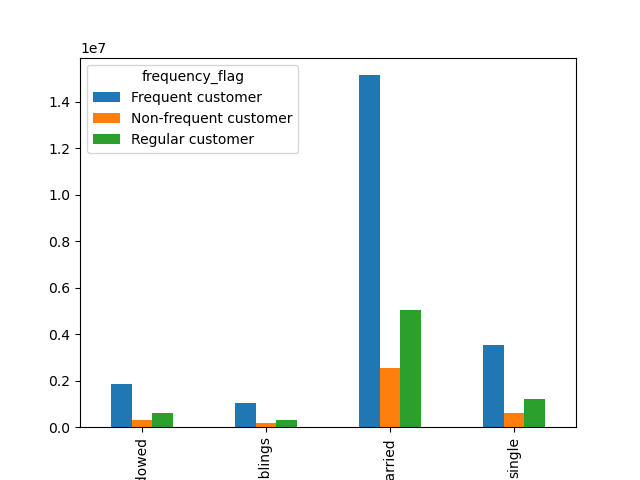 1e7
frequency_flag
Frequent customer
Non-frequent customer
Regular customer
1.4
1.2
1.0
0.8
0.6
0.4
0.2
0.0
dowed
blings
arried
single